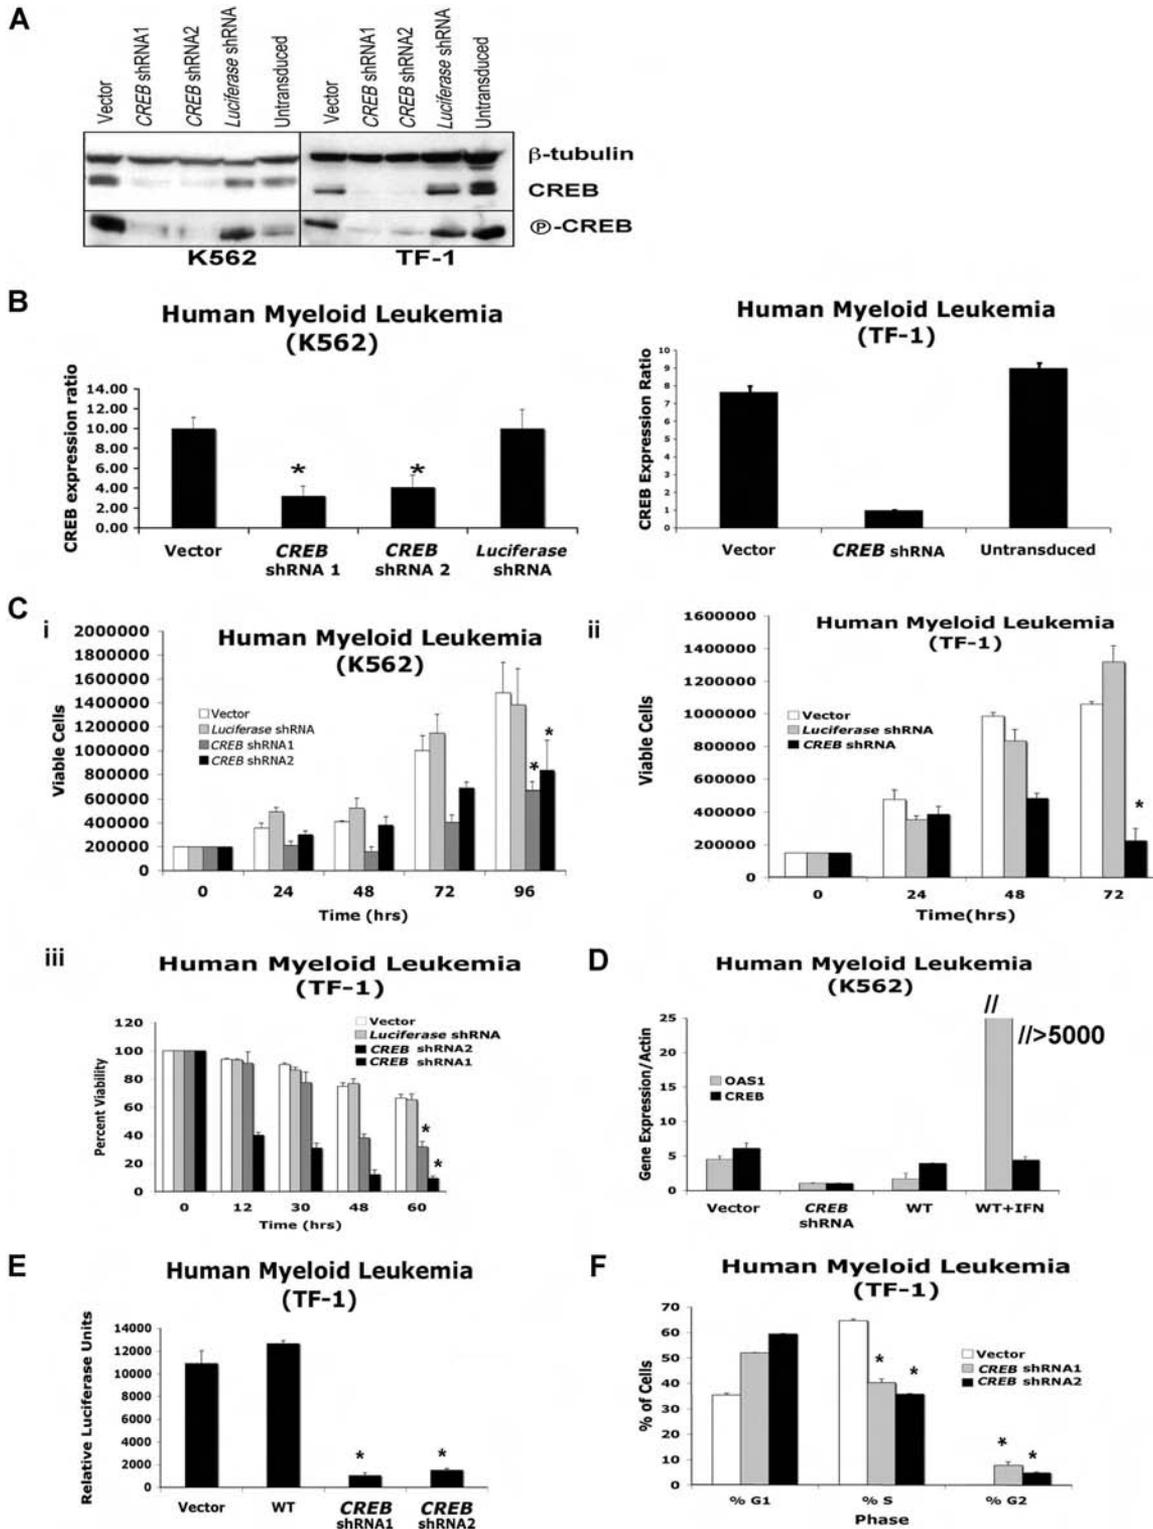 A
Vector
CREB shRNA1
CREB shRNA2
Luciferase shRNA
Untransduced
Vector
CREB shRNA1
CREB shRNA2
Luciferase shRNA
Untransduced
β-tubulin
CREB
Ⓟ-CREB
K562
TF-1
B
Human Myeloid Leukemia
(K562)
CREB expression ratio
14.00
12.00
10.00
8.00
6.00
4.00
2.00
0.00
*
*
Vector
CREB shRNA 1
CREB shRNA 2
Luciferase shRNA
Human Myeloid Leukemia
(TF-1)
CREB Expression Ratio
10
9
8
7
6
5
4
3
2
1
0
Vector
CREB shRNA
Untransduced
C
i
Human Myeloid Leukemia
(K562)
Viable Cells
2000000
1800000
1600000
1400000
1200000
1000000
800000
600000
400000
200000
0
Vector
Luciferase shRNA
CREB shRNA1
CREB shRNA2
*
*
0 24 48 72 96
Time (hrs)
ii
Human Myeloid Leukemia
(TF-1)
Viable Cells
1600000
1400000
1200000
1000000
800000
600000
400000
200000
0
Vector
Luciferase shRNA
CREB shRNA
*
0 24 48 72
Time(hrs)
iii
Human Myeloid Leukemia
(TF-1)
Percent Viability
120
100
80
60
40
20
0
Vector
Luciferase shRNA
CREB shRNA2
CREB shRNA1
*
*
0 12 30 48 60
Time (hrs)
D
Human Myeloid Leukemia
(K562)
Gene Expression/Actin
25
20
15
10
5
0
//
//>5000
OAS1
CREB
Vector
CREB shRNA
WT
WT+IFN
E
Human Myeloid Leukemia
(TF-1)
Relative Luciferase Units
14000
12000
10000
8000
6000
4000
2000
0
*
*
Vector
WT
CREB shRNA1
CREB shRNA2
F
Human Myeloid Leukemia
(TF-1)
% of Cells
70
60
50
40
30
20
10
0
Vector
CREB shRNA1
CREB shRNA2
*
*
*
*
% G1 % S % G2
Phase